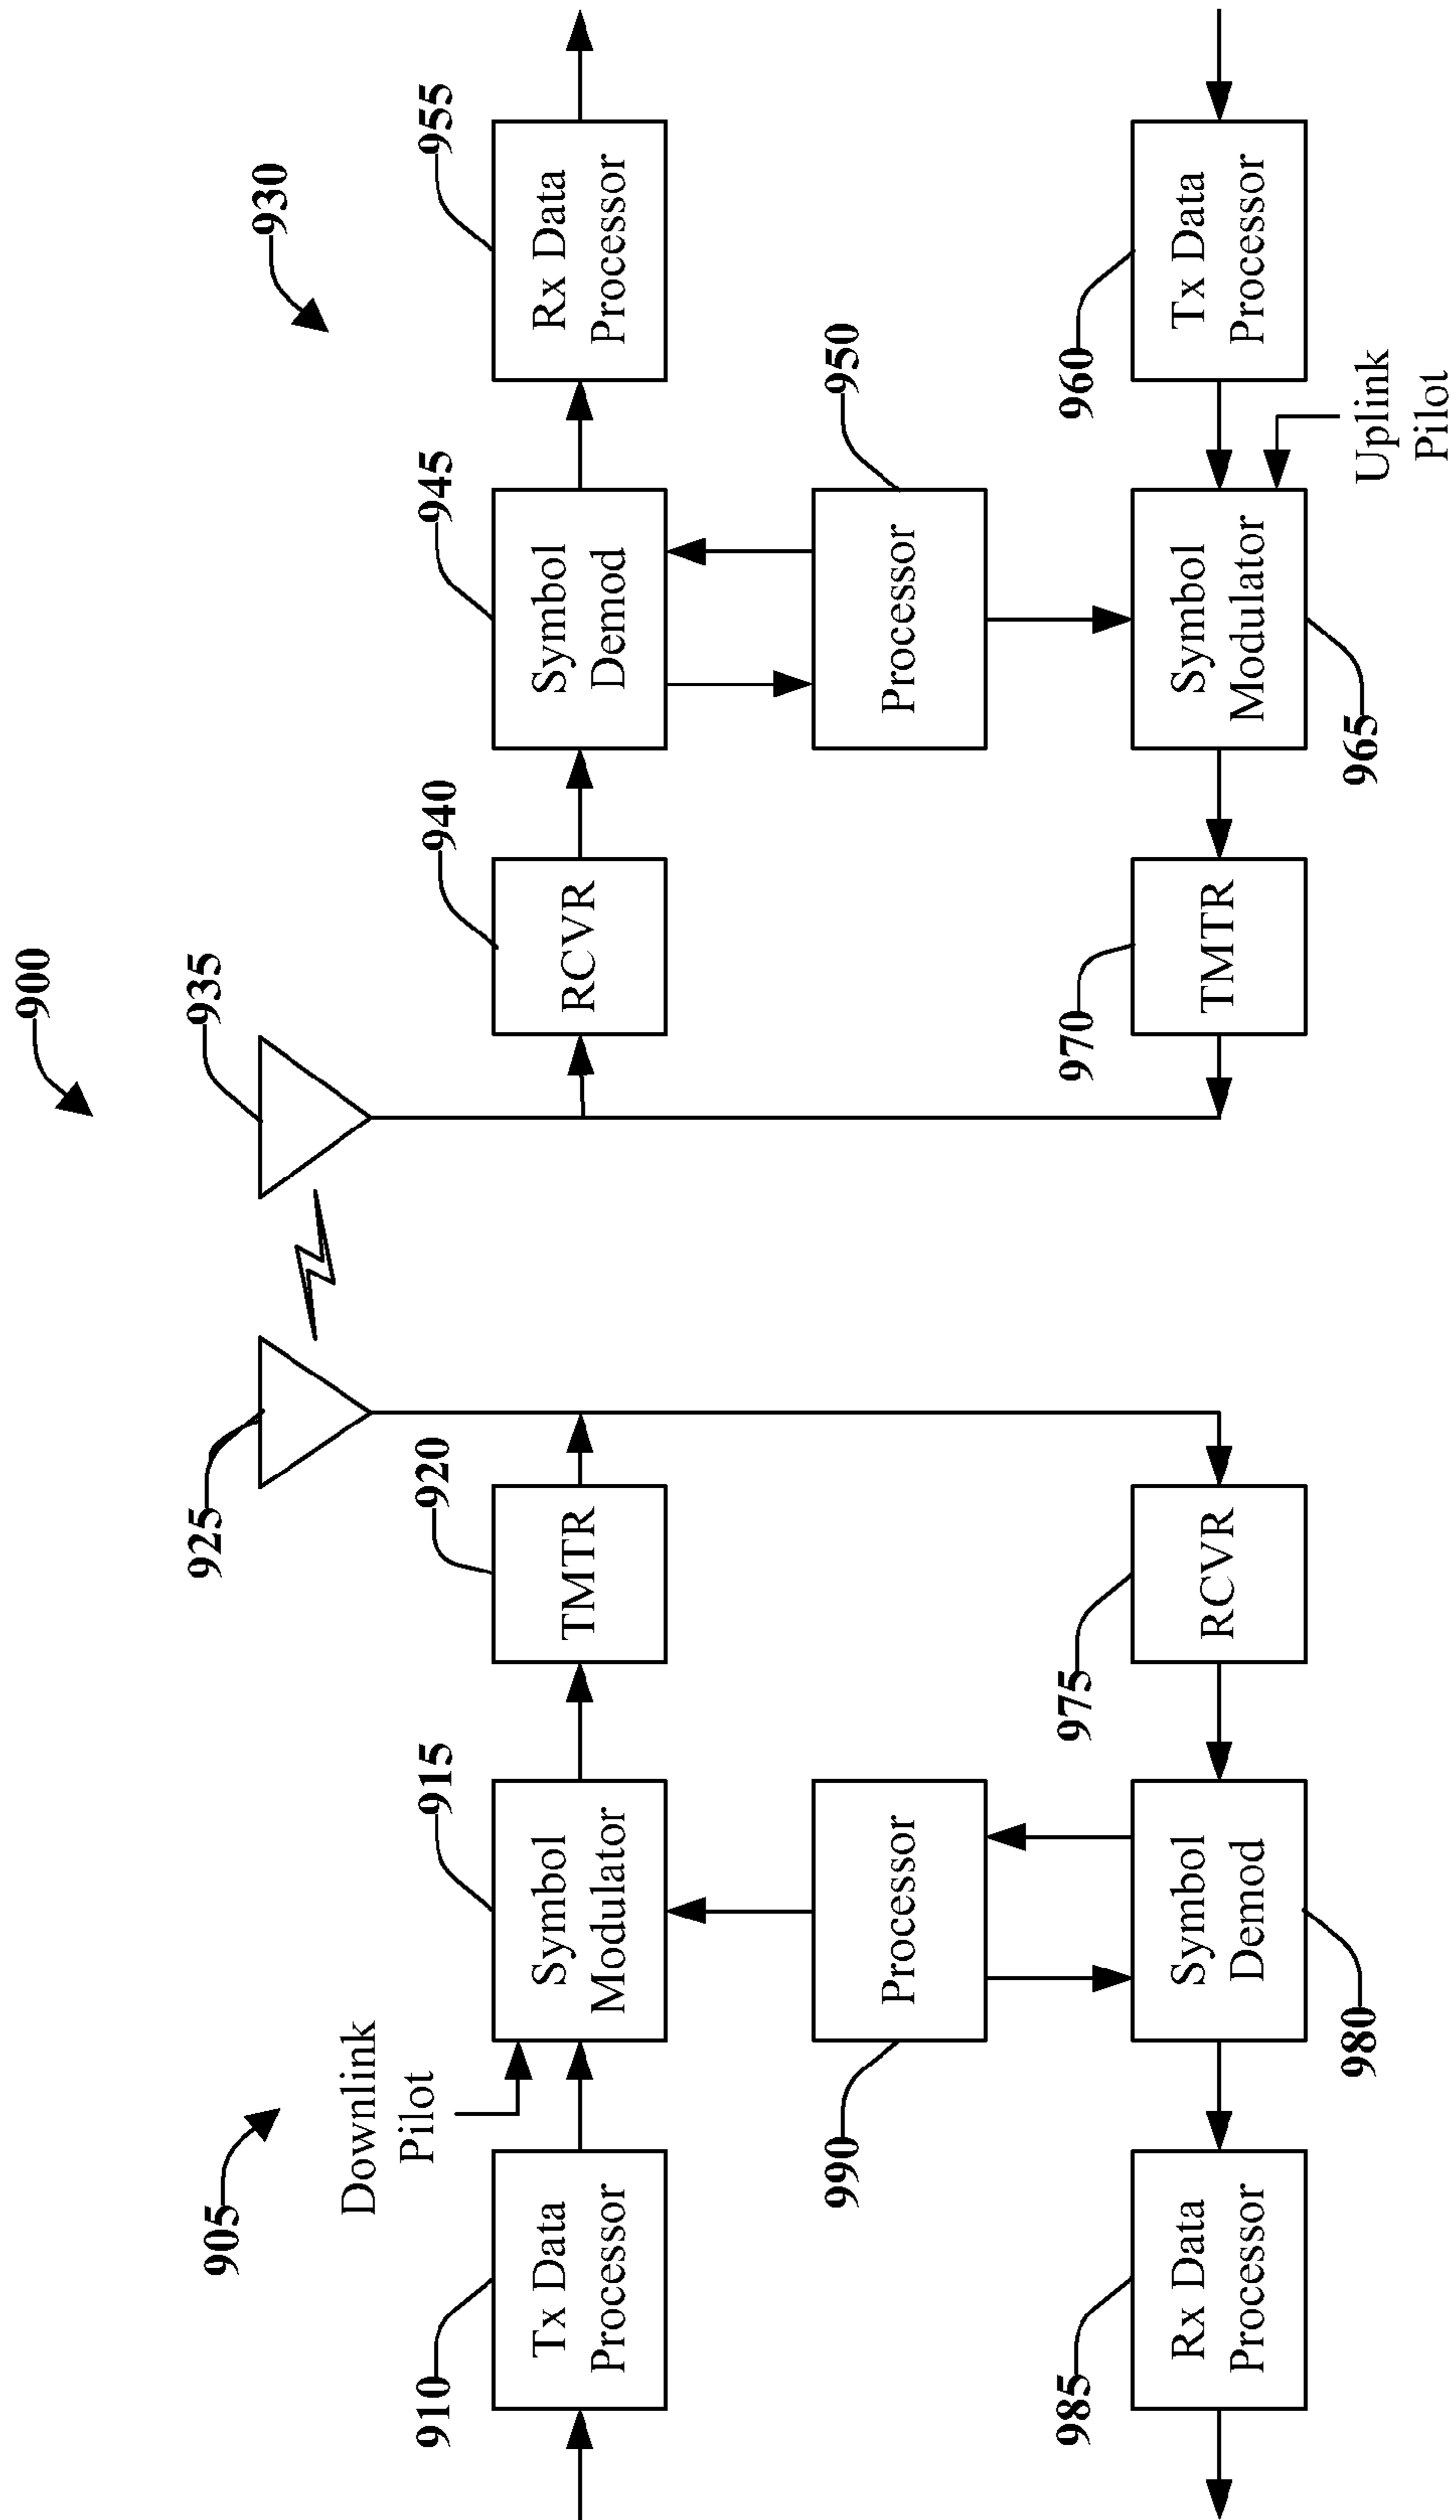 900
905
925
935
930
Downlink
Pilot
910
915
920
940
945
955
Tx Data
Processor
Symbol
Modulator
TMTR
RCVR
Symbol
Demod
Rx Data
Processor
990
950
Processor
Processor
985
975
970
960
Rx Data
Processor
Symbol
Demod
RCVR
TMTR
Symbol
Modulator
Tx Data
Processor
980
965
Uplink
Pilot